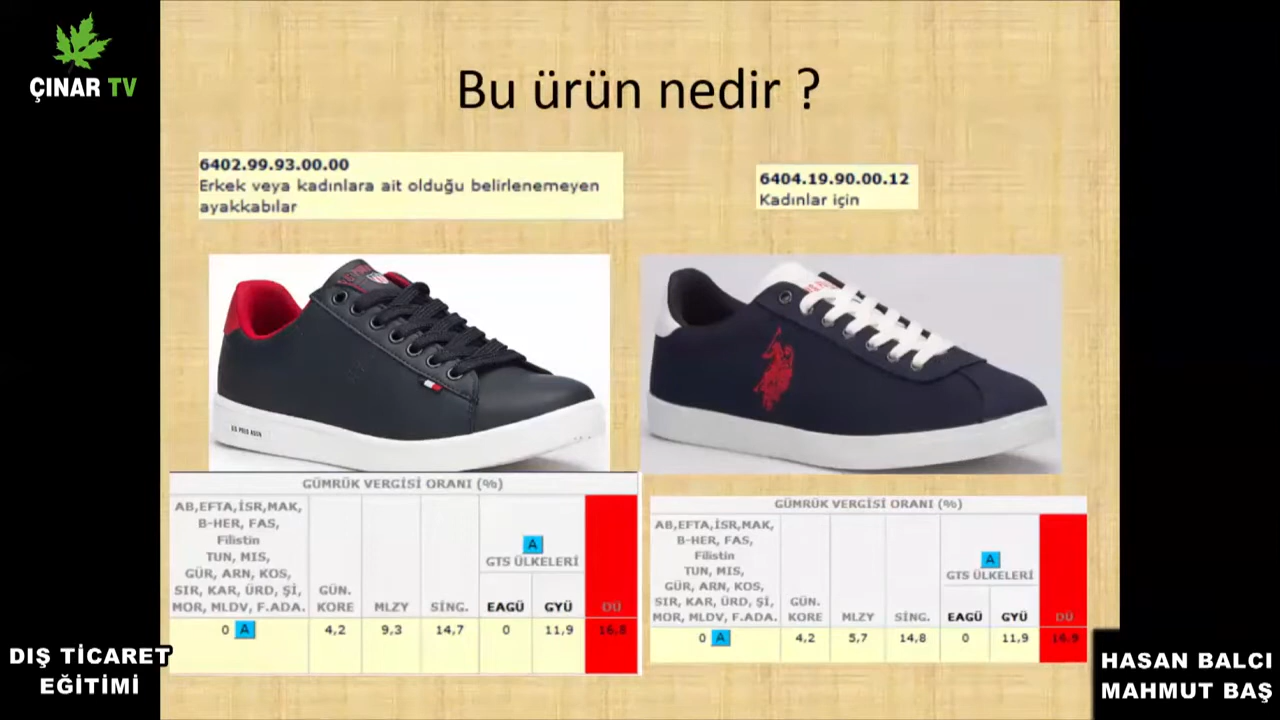 ÇINAR TV
Bu ürün nedir ?
6402.99.93.00.00
Erkek veya kadınlara ait olduğu belirlenemeyen
ayakkabılar
6404.19.90.00.12
Kadınlar için
GÜMRÜK VERGİSİ ORANI (%)
AB,EFTA,İSR,MAK,
B-HER, FAS,
Filistin
TUN, MIS,
GÜR, ARN, KOS,
SIR, KAR, ÜRD, Şİ,
MOR, MLDV, F.ADA.
GÜN.
KORE
MLZY
SİNG.
A
GTS ÜLKELERİ
EAGÜ
GYÜ
DÜ
0 A
4,2
9,3
14,7
0
11,9
16,8
GÜMRÜK VERGİSİ ORANI (%)
AB,EFTA,İSR,MAK,
B-HER, FAS,
Filistin
TUN, MIS,
GÜR, ARN, KOS,
SIR, KAR, ÜRD, Şİ,
MOR, MLDV, F.ADA.
GÜN.
KORE
MLZY
SİNG.
A
GTS ÜLKELERİ
EAGÜ
GYÜ
DÜ
0 A
4,2
5,7
14,8
0
11,9
16,9
DIŞ TİCARET
EĞİTİMİ
HASAN BALCI
MAHMUT BAŞ